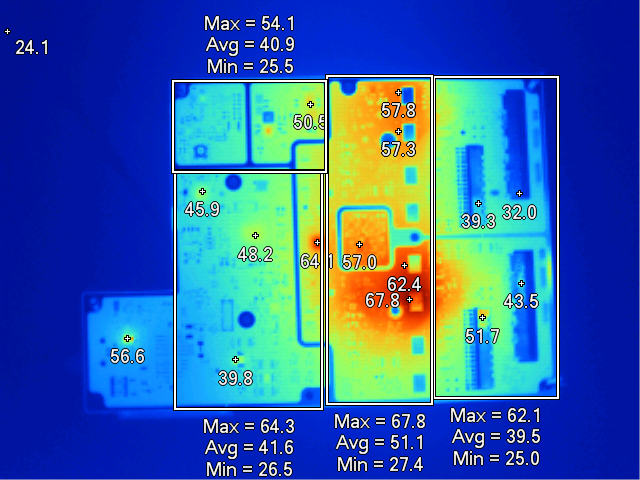 Max = 54.1
Avg = 40.9
Min = 25.5
24.1
50.5
57.8
57.3
45.9
39.3
32.0
48.2
64.1
57.0
62.4
67.8
43.5
51.7
56.6
39.8
Max = 64.3
Avg = 41.6
Min = 26.5
Max = 67.8
Avg = 51.1
Min = 27.4
Max = 62.1
Avg = 39.5
Min = 25.0